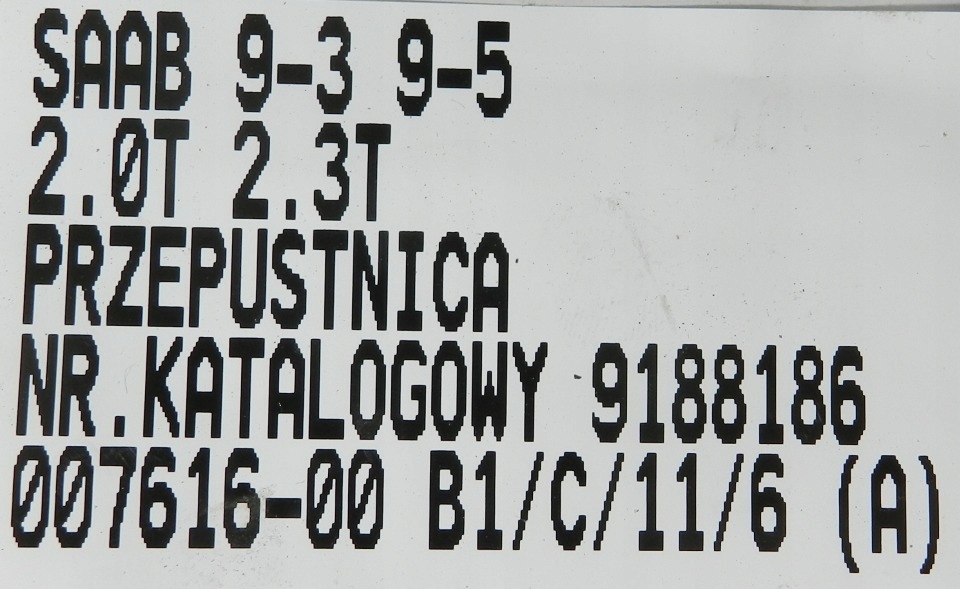 SAAB 9-3 9-5
2.0T 2.3T
PRZEPUSTNICA
NR.KATALOGOWY 9188186
007616-00 B1/C/11/6 (A)